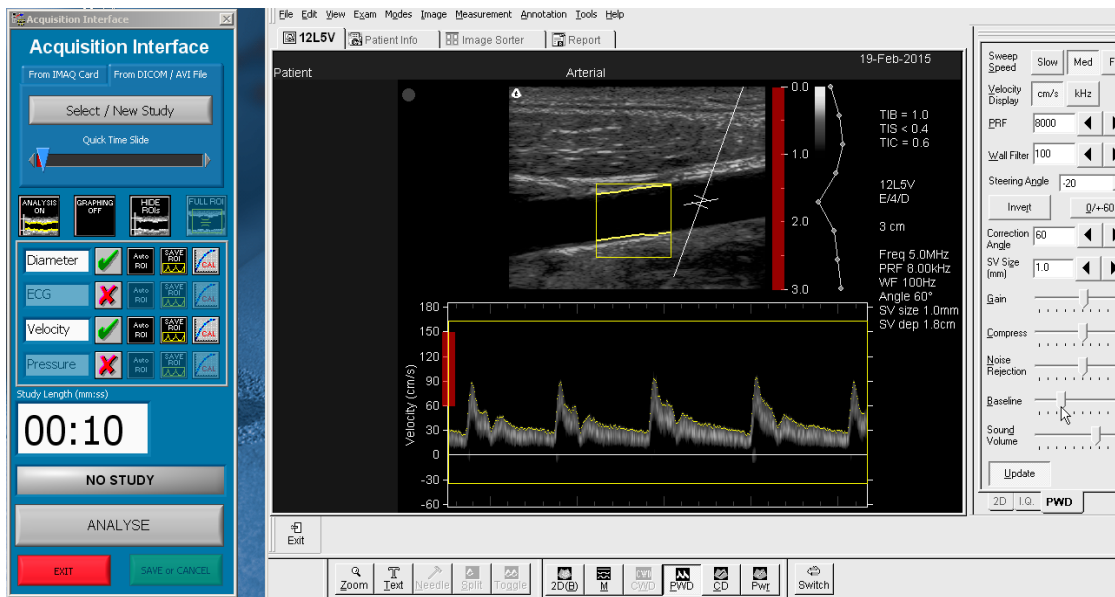 Acquisition Interface
Acquisition Interface
From IMAQ Card From DICOM / AVI File
Select / New Study
Quick Time Slide
ANALYSIS ON
GRAPHING OFF
HIDE ROIs
FULL ROI
Diameter Auto ROI SAVE ROI CAL
ECG Auto ROI SAVE ROI CAL
Velocity Auto ROI SAVE ROI CAL
Pressure Auto ROI SAVE ROI CAL
Study Length (mm:ss)
00:10
NO STUDY
ANALYSE
EXIT SAVE or CANCEL
File Edit View Exam Modes Image Measurement Annotation Tools Help
12L5V Patient Info Image Sorter Report
19-Feb-2015
Patient Arterial
0.0
1.0
2.0
3.0
TIB = 1.0
TIS < 0.4
TIC = 0.6
12L5V
E/4/D
3 cm
Freq 5.0MHz
PRF 8.00kHz
WF 100Hz
Angle 60°
SV size 1.0mm
SV dep 1.8cm
Velocity (cm/s)
180
150
120
90
60
30
0
-30
-60
Sweep Speed Slow Med F
Velocity Display cm/s kHz
PRF 8000
Wall Filter 100
Steering Angle -20
Invert 0/+-60
Correction Angle 60
SV Size (mm) 1.0
Gain
Compress
Noise Rejection
Baseline
Sound Volume
Update
2D I.Q. PWD
Exit
Zoom Text Needle Split Toggle 2D(B) M CWD PWD CD Pwr Switch